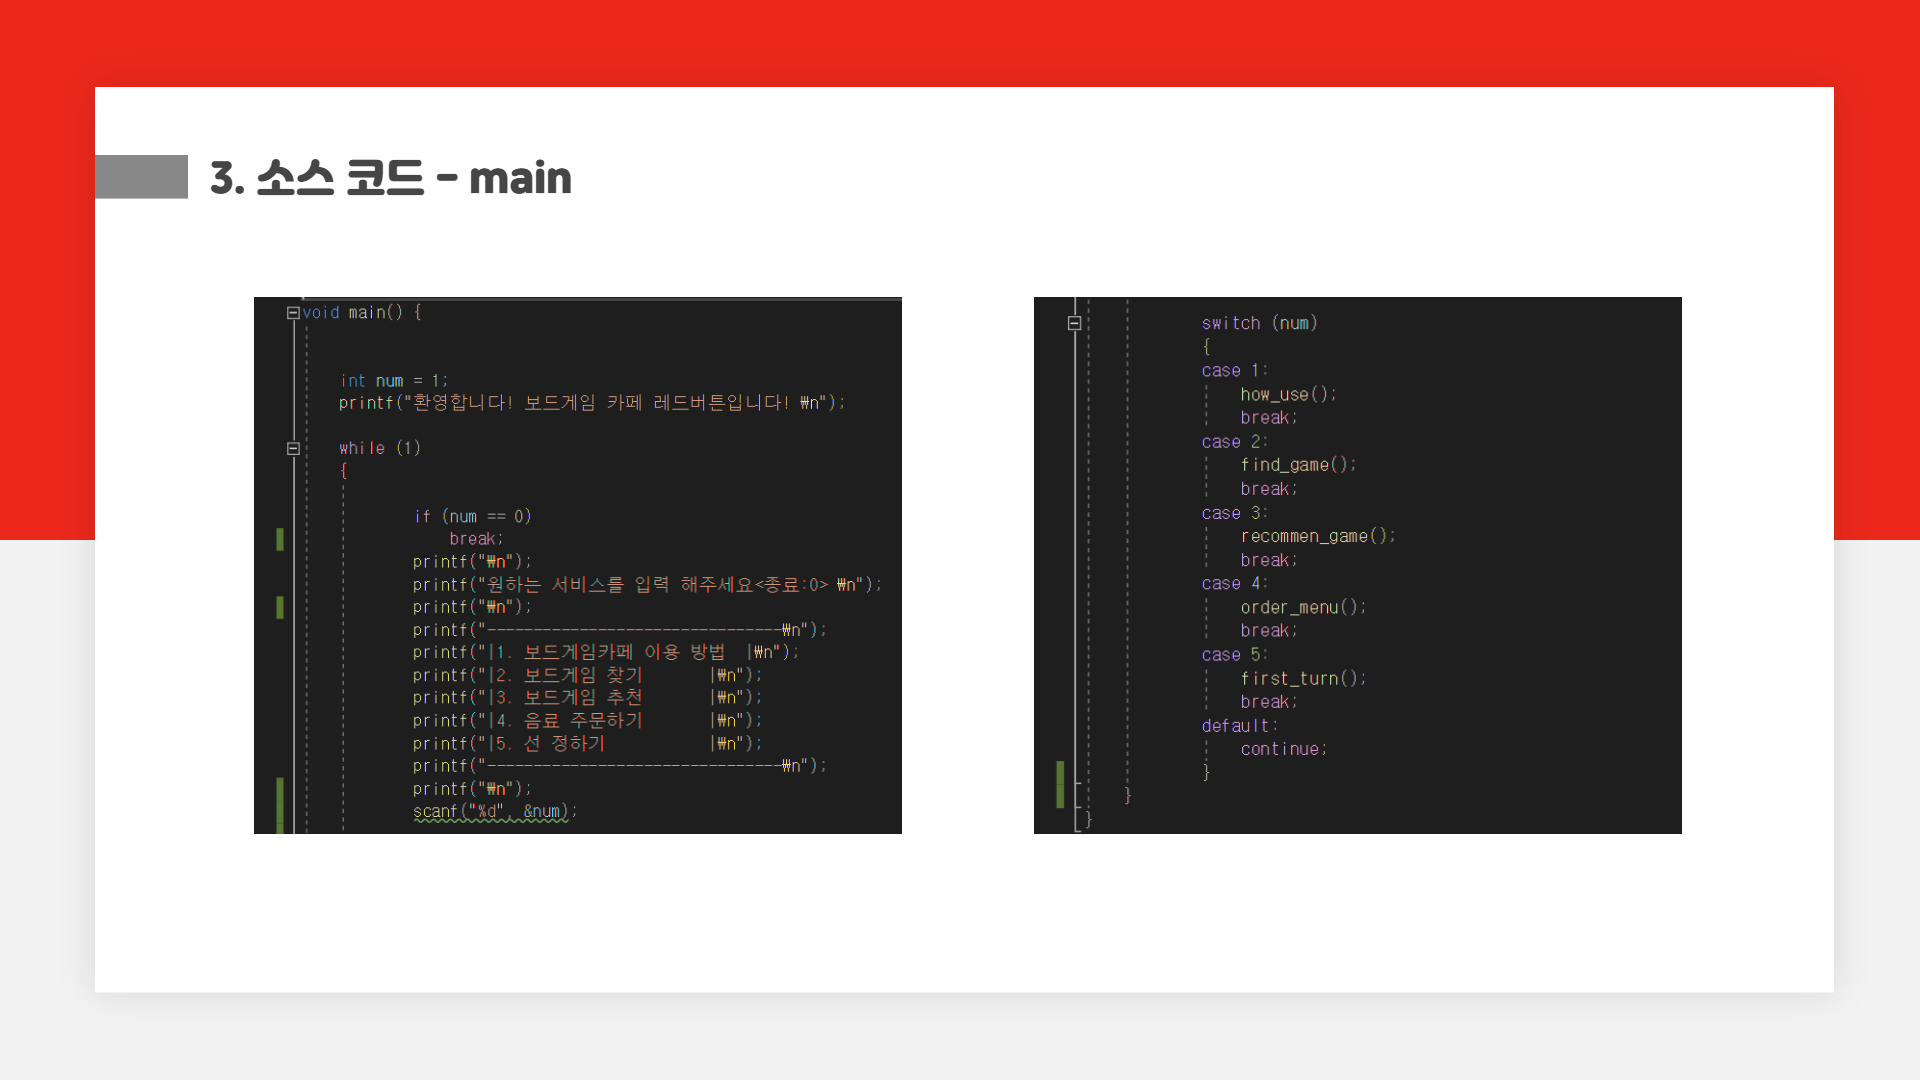 3. 소스 코드 - main
void main() {
int num = 1;
printf("환영합니다! 보드게임 카페 레드버튼입니다! ₩n");
while (1)
{
if (num == 0)
break;
printf("₩n");
printf("원하는 서비스를 입력 해주세요<종료:0> ₩n");
printf("₩n");
printf("--------------------------------₩n");
printf("|1. 보드게임카페 이용 방법  |₩n");
printf("|2. 보드게임 찾기       |₩n");
printf("|3. 보드게임 추천       |₩n");
printf("|4. 음료 주문하기       |₩n");
printf("|5. 선 정하기           |₩n");
printf("--------------------------------₩n");
printf("₩n");
scanf("%d", &num);
switch (num)
{
case 1:
how_use();
break;
case 2:
find_game();
break;
case 3:
recommen_game();
break;
case 4:
order_menu();
break;
case 5:
first_turn();
break;
default:
continue;
}
}
}